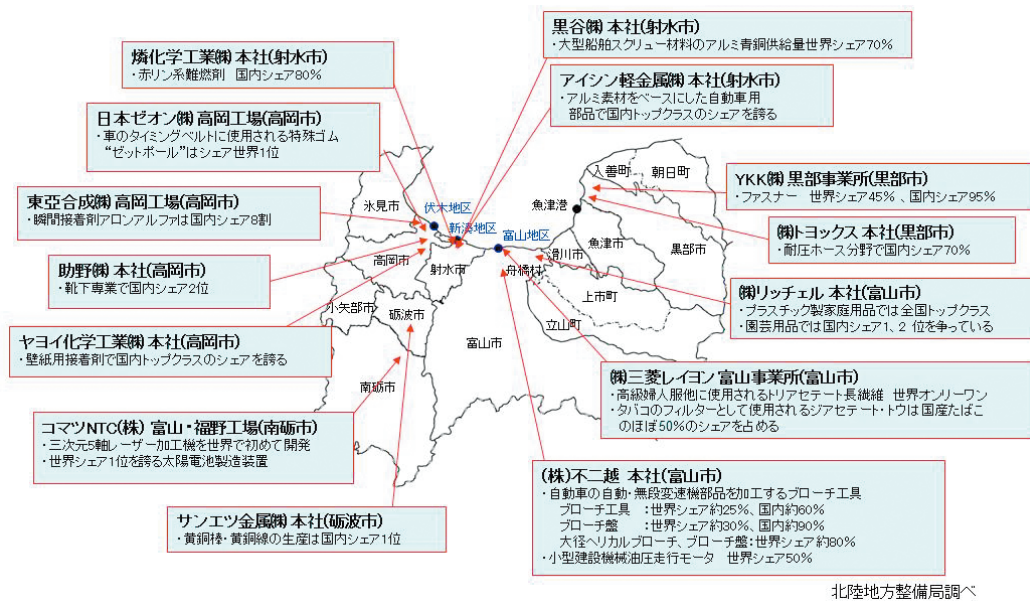 黒谷㈱ 本社(射水市)
・大型船舶スクリュー材料のアルミ青銅供給量世界シェア70%
燐化学工業㈱ 本社(射水市)
・赤リン系難燃剤 国内シェア80%
アイシン軽金属㈱ 本社(射水市)
・アルミ素材をベースにした自動車用
部品で国内トップクラスのシェアを誇る
日本ゼオン㈱ 高岡工場(高岡市)
・車のタイミングベルトに使用される特殊ゴム
“ゼットポール”はシェア世界1位
東亞合成㈱ 高岡工場(高岡市)
・瞬間接着剤アロンアルファは国内シェア8割
助野㈱ 本社(高岡市)
・靴下専業で国内シェア2位
ヤヨイ化学工業㈱ 本社(高岡市)
・壁紙用接着剤で国内トップクラスのシェアを誇る
コマツNTC(株) 富山・福野工場(南砺市)
・三次元5軸レーザー加工機を世界で初めて開発
・世界シェア1位を誇る太陽電池製造装置
サンエツ金属㈱ 本社(砺波市)
・黄銅棒・黄銅線の生産は国内シェア1位
氷見市
伏木地区
新湊地区
富山地区
高岡市
射水市
小矢部市
砺波市
南砺市
富山市
舟橋村
滑川市
魚津港
魚津市
入善町
朝日町
黒部市
上市町
立山町
YKK㈱ 黒部事業所(黒部市)
・ファスナー 世界シェア45% 、国内シェア95%
㈱トヨックス 本社(黒部市)
・耐圧ホース分野で国内シェア70%
㈱リッチェル 本社(富山市)
・プラスチック製家庭用品では全国トップクラス
・園芸用品では国内シェア1、2 位を争っている
㈱三菱レイヨン 富山事業所(富山市)
・高級婦人服他に使用されるトリアセテート長繊維 世界オンリーワン
・タバコのフィルターとして使用されるジアセテート・トウは国産たばこ
のほぼ50%のシェアを占める
(株)不二越 本社(富山市)
・自動車の自動・無段変速機部品を加工するブローチ工具
ブローチ工具 :世界シェア約25%、国内約60%
ブローチ盤 :世界シェア約30%、国内約90%
大径ヘリカルブローチ、ブローチ盤:世界シェア約80%
・小型建設機械油圧走行モータ 世界シェア50%
北陸地方整備局調べ